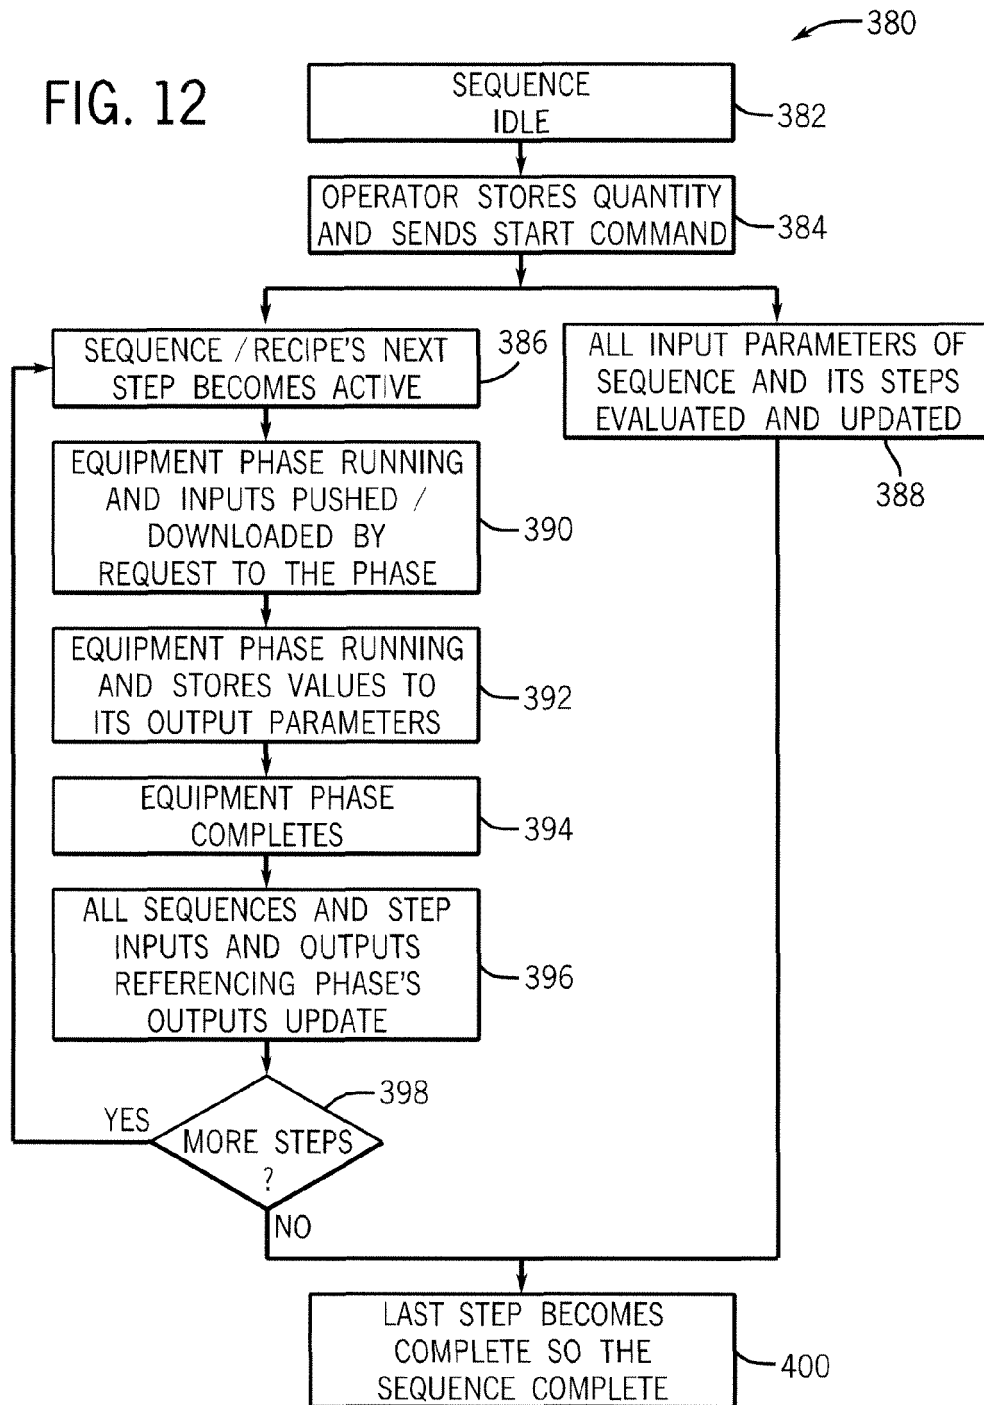 380
FIG. 12
SEQUENCE
IDLE
382
OPERATOR STORES QUANTITY
AND SENDS START COMMAND
384
SEQUENCE / RECIPE'S NEXT
STEP BECOMES ACTIVE
386
ALL INPUT PARAMETERS OF
SEQUENCE AND ITS STEPS
EVALUATED AND UPDATED
388
EQUIPMENT PHASE RUNNING
AND INPUTS PUSHED /
DOWNLOADED BY
REQUEST TO THE PHASE
390
EQUIPMENT PHASE RUNNING
AND STORES VALUES TO
ITS OUTPUT PARAMETERS
392
EQUIPMENT PHASE
COMPLETES
394
ALL SEQUENCES AND STEP
INPUTS AND OUTPUTS
REFERENCING PHASE'S
OUTPUTS UPDATE
396
398
YES
MORE STEPS
?
NO
LAST STEP BECOMES
COMPLETE SO THE
SEQUENCE COMPLETE
400